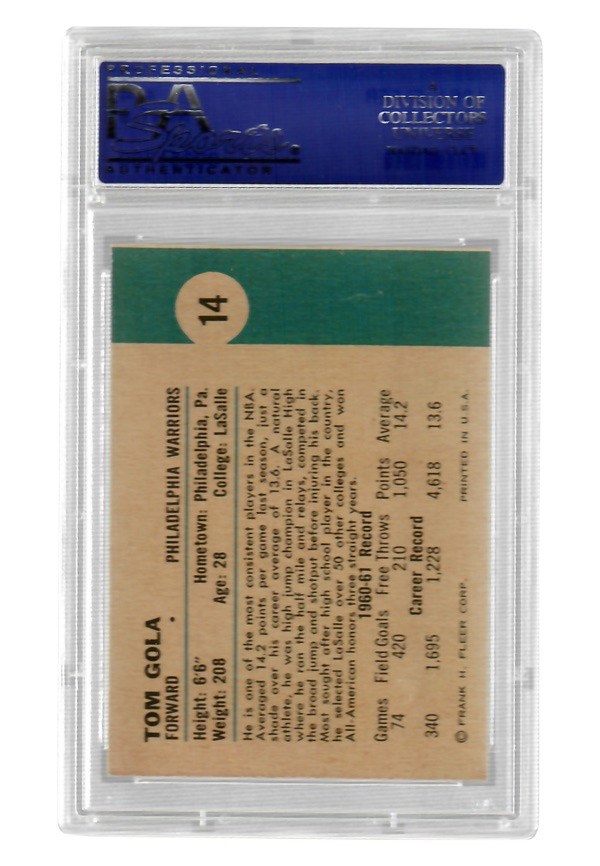 PROFESSIONAL
PSA
Sports
AUTHENTICATOR
A
DIVISION OF
COLLECTORS
UNIVERSE
14
TOM GOLA
FORWARD PHILADELPHIA WARRIORS
Height: 6'6" Hometown: Philadelphia, Pa.
Weight: 208 Age: 28 College: LaSalle
He is one of the most consistent players in the NBA.
Averaged 14.2 points per game last season, just a
shade over his career average of 13.6. A natural
athlete, he was high jump champion in LaSalle High
where he ran the half mile and relays, competed in
the broad jump and shotput before injuring his back.
Most sought after high school player in the country,
he selected LaSalle over 50 other colleges and won
All-American honors three straight years.
1960-61 Record
Games Field Goals Free Throws Points Average
74 420 210 1,050 14.2
Career Record
340 1,695 1,228 4,618 13.6
© FRANK H. FLEER CORP. PRINTED IN U.S.A.